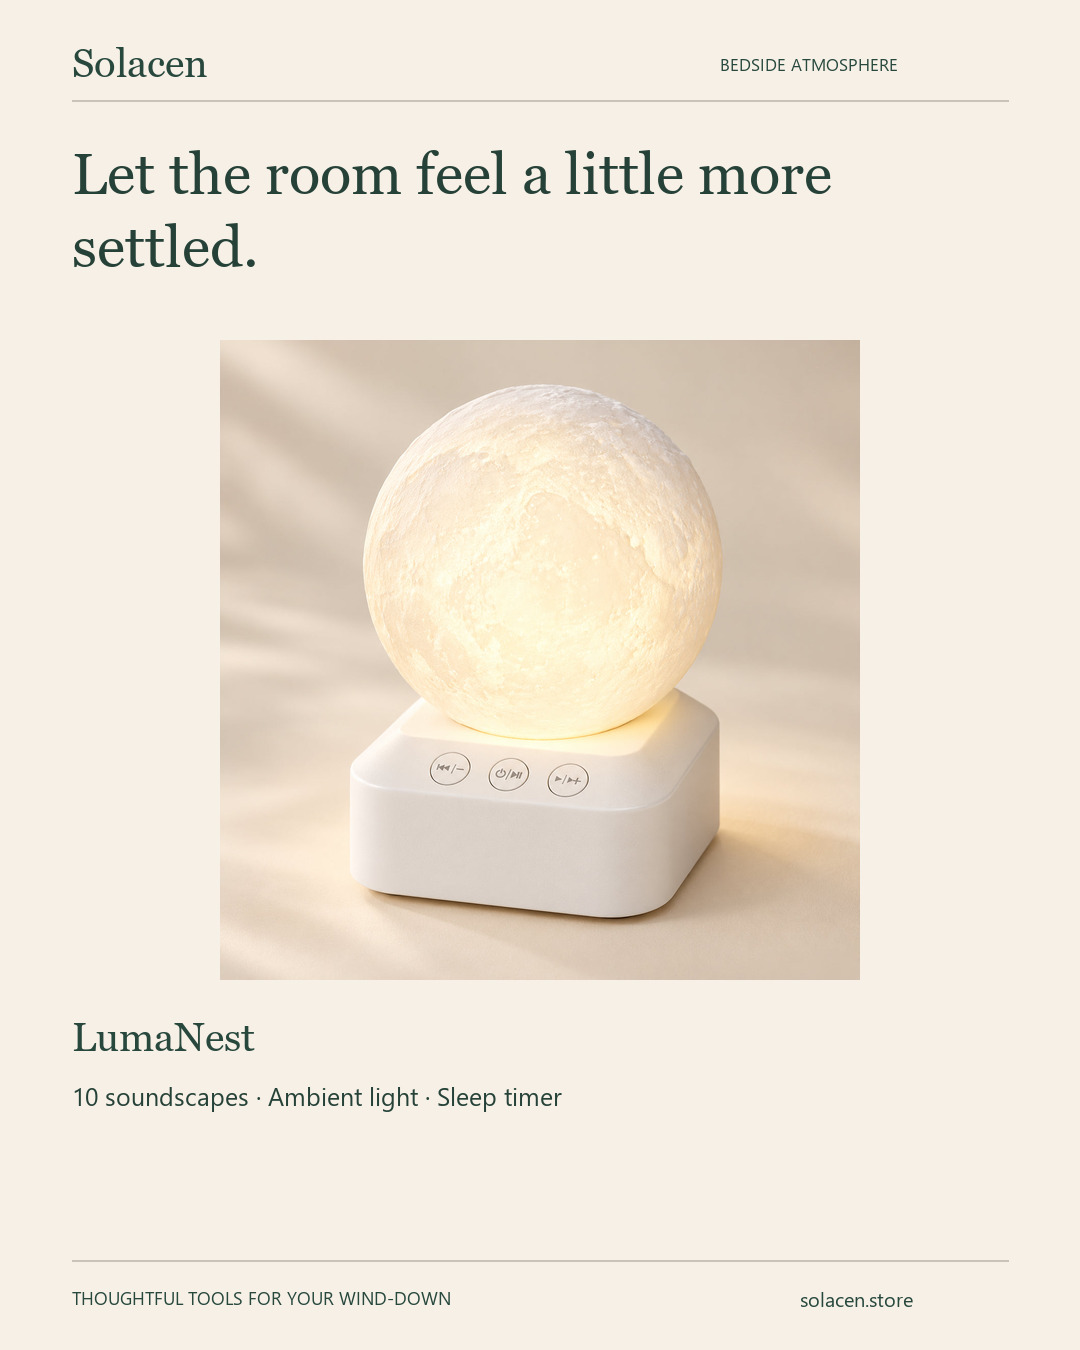 Solacen
BEDSIDE ATMOSPHERE
Let the room feel a little more
settled.
LumaNest
10 soundscapes · Ambient light · Sleep timer
THOUGHTFUL TOOLS FOR YOUR WIND-DOWN
solacen.store